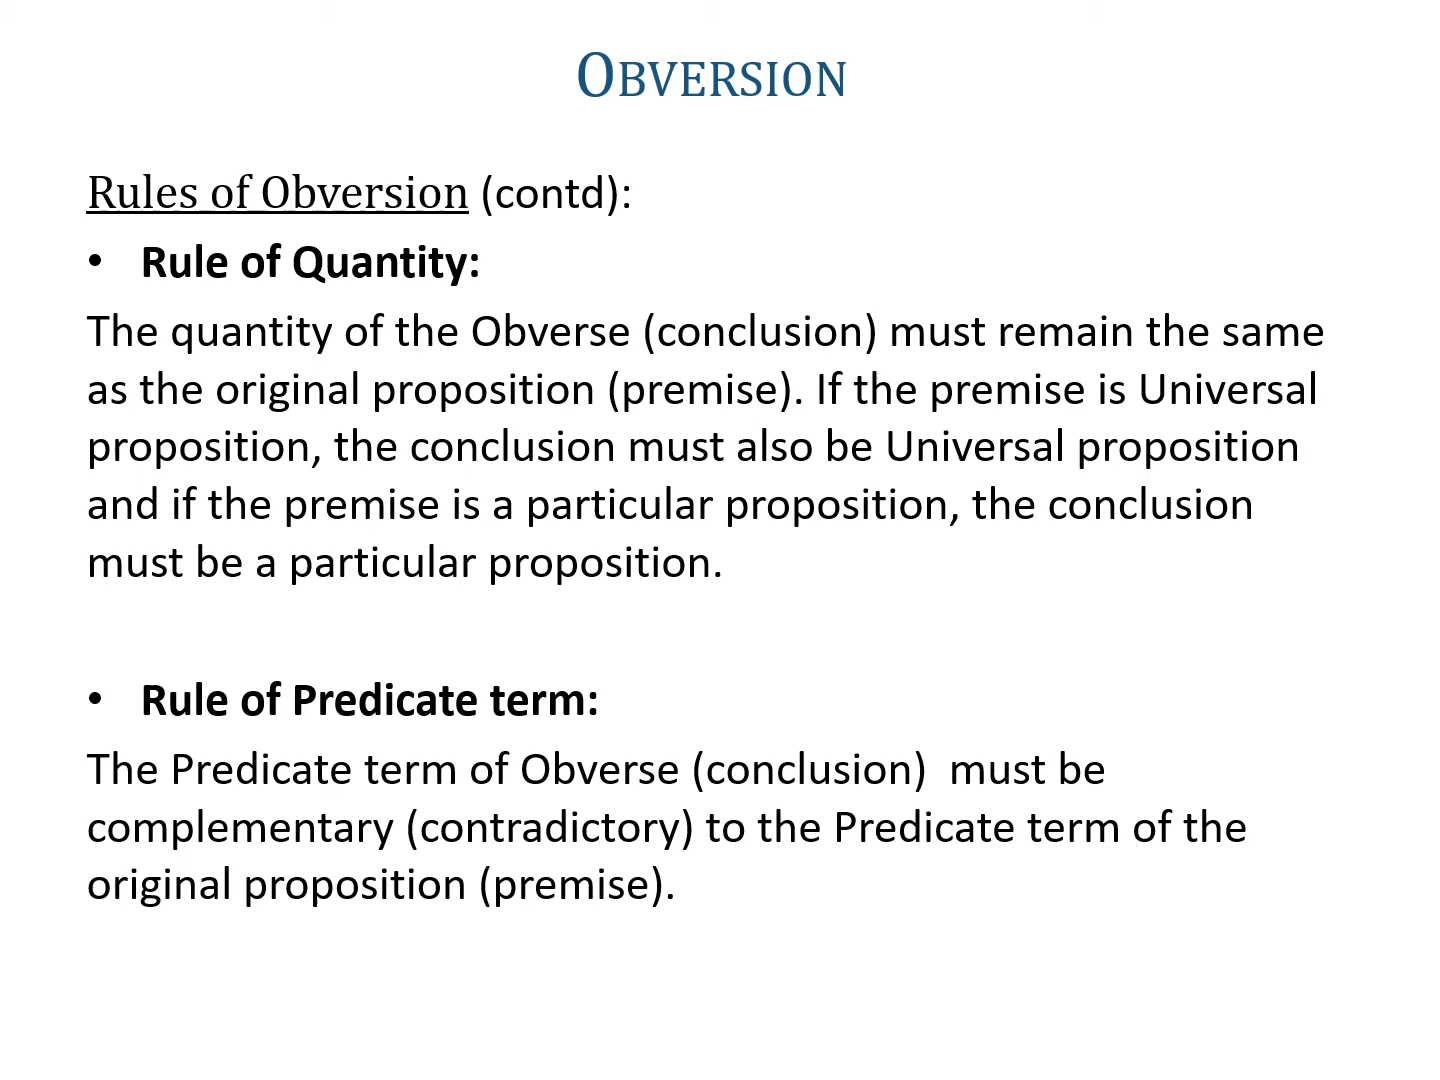 OBVERSION
Rules of Obversion (contd):
• Rule of Quantity:
The quantity of the Obverse (conclusion) must remain the same
as the original proposition (premise). If the premise is Universal
proposition, the conclusion must also be Universal proposition
and if the premise is a particular proposition, the conclusion
must be a particular proposition.
• Rule of Predicate term:
The Predicate term of Obverse (conclusion)  must be
complementary (contradictory) to the Predicate term of the
original proposition (premise).